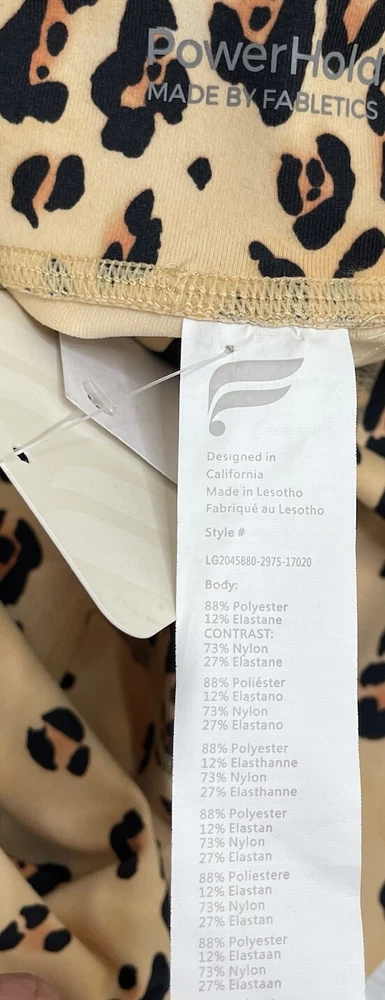 PowerHold
MADE BY FABLETICS
Designed in
California
Made in Lesotho
Fabriqué au Lesotho
Style #
LG2045880-2975-17020
Body:
88% Polyester
12% Elastane
CONTRAST:
73% Nylon
27% Elastane
88% Poliéster
12% Elastano
73% Nylon
27% Elastano
88% Polyester
12% Elasthanne
73% Nylon
27% Elasthanne
88% Polyester
12% Elastan
73% Nylon
27% Elastan
88% Poliestere
12% Elastan
73% Nylon
27% Elastan
88% Polyester
12% Elastaan
73% Nylon
27% Elastaan